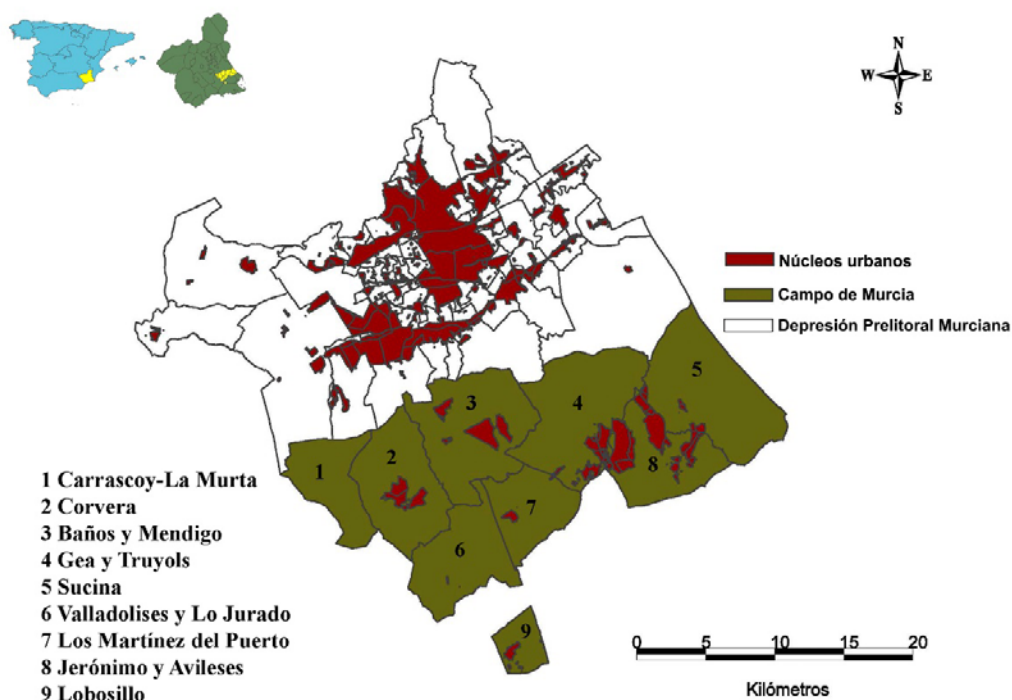 N
W E
S
Núcleos urbanos
Campo de Murcia
Depresión Prelitoral Murciana
5
3
4
2
1
8
7
6
9
1 Carrascoy-La Murta
2 Corvera
3 Baños y Mendigo
4 Gea y Truyols
5 Sucina
6 Valladolises y Lo Jurado
7 Los Martínez del Puerto
8 Jerónimo y Avileses
9 Lobosillo
0 5 10 15 20
Kilómetros